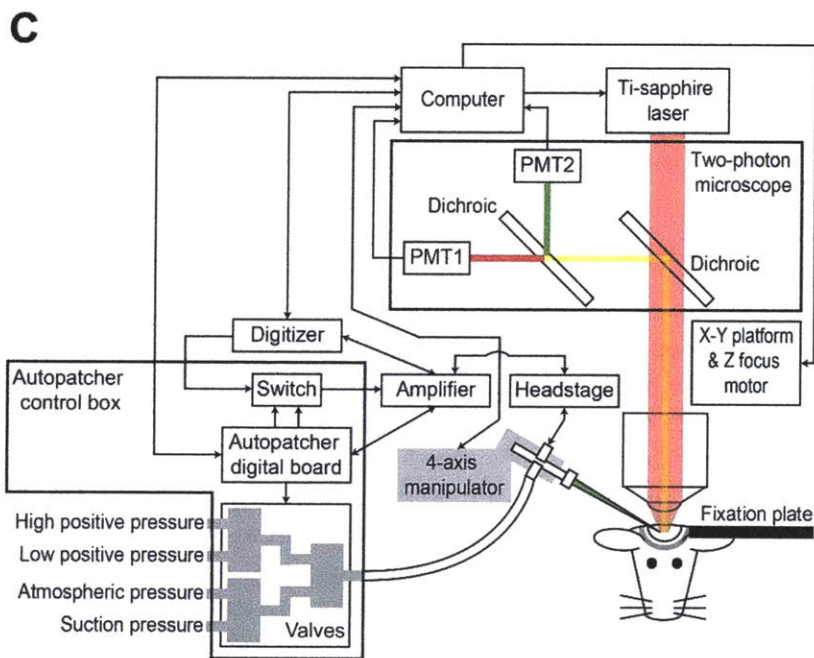 C
Computer
Ti-sapphire
laser
Two-photon
microscope
PMT2
Dichroic
PMT1
Dichroic
Digitizer
X-Y platform
& Z focus
motor
Autopatcher
control box
Switch
Amplifier
Headstage
Autopatcher
digital board
4-axis
manipulator
High positive pressure
Low positive pressure
Atmospheric pressure
Suction pressure
Valves
Fixation plate